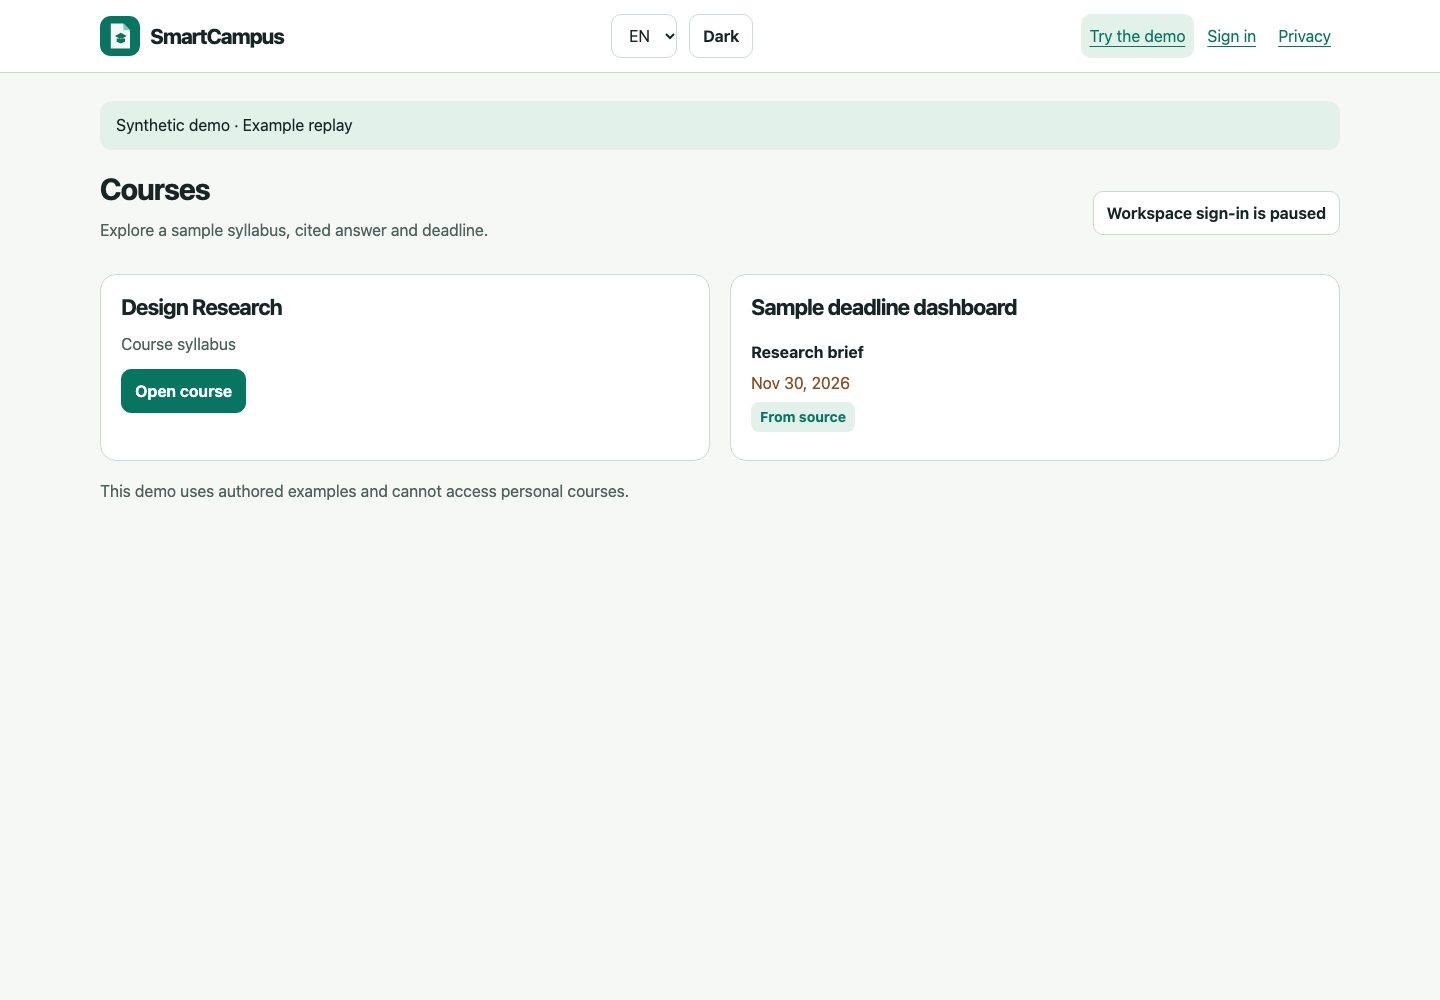 SmartCampus
EN
Dark
Try the demo
Sign in
Privacy
Synthetic demo · Example replay
Courses
Explore a sample syllabus, cited answer and deadline.
Workspace sign-in is paused
Design Research
Course syllabus
Open course
Sample deadline dashboard
Research brief
Nov 30, 2026
From source
This demo uses authored examples and cannot access personal courses.